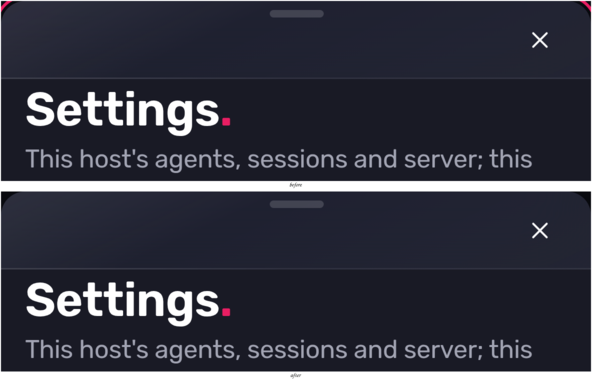 Settings.
This host's agents, sessions and server; this
before
Settings.
This host's agents, sessions and server; this
after